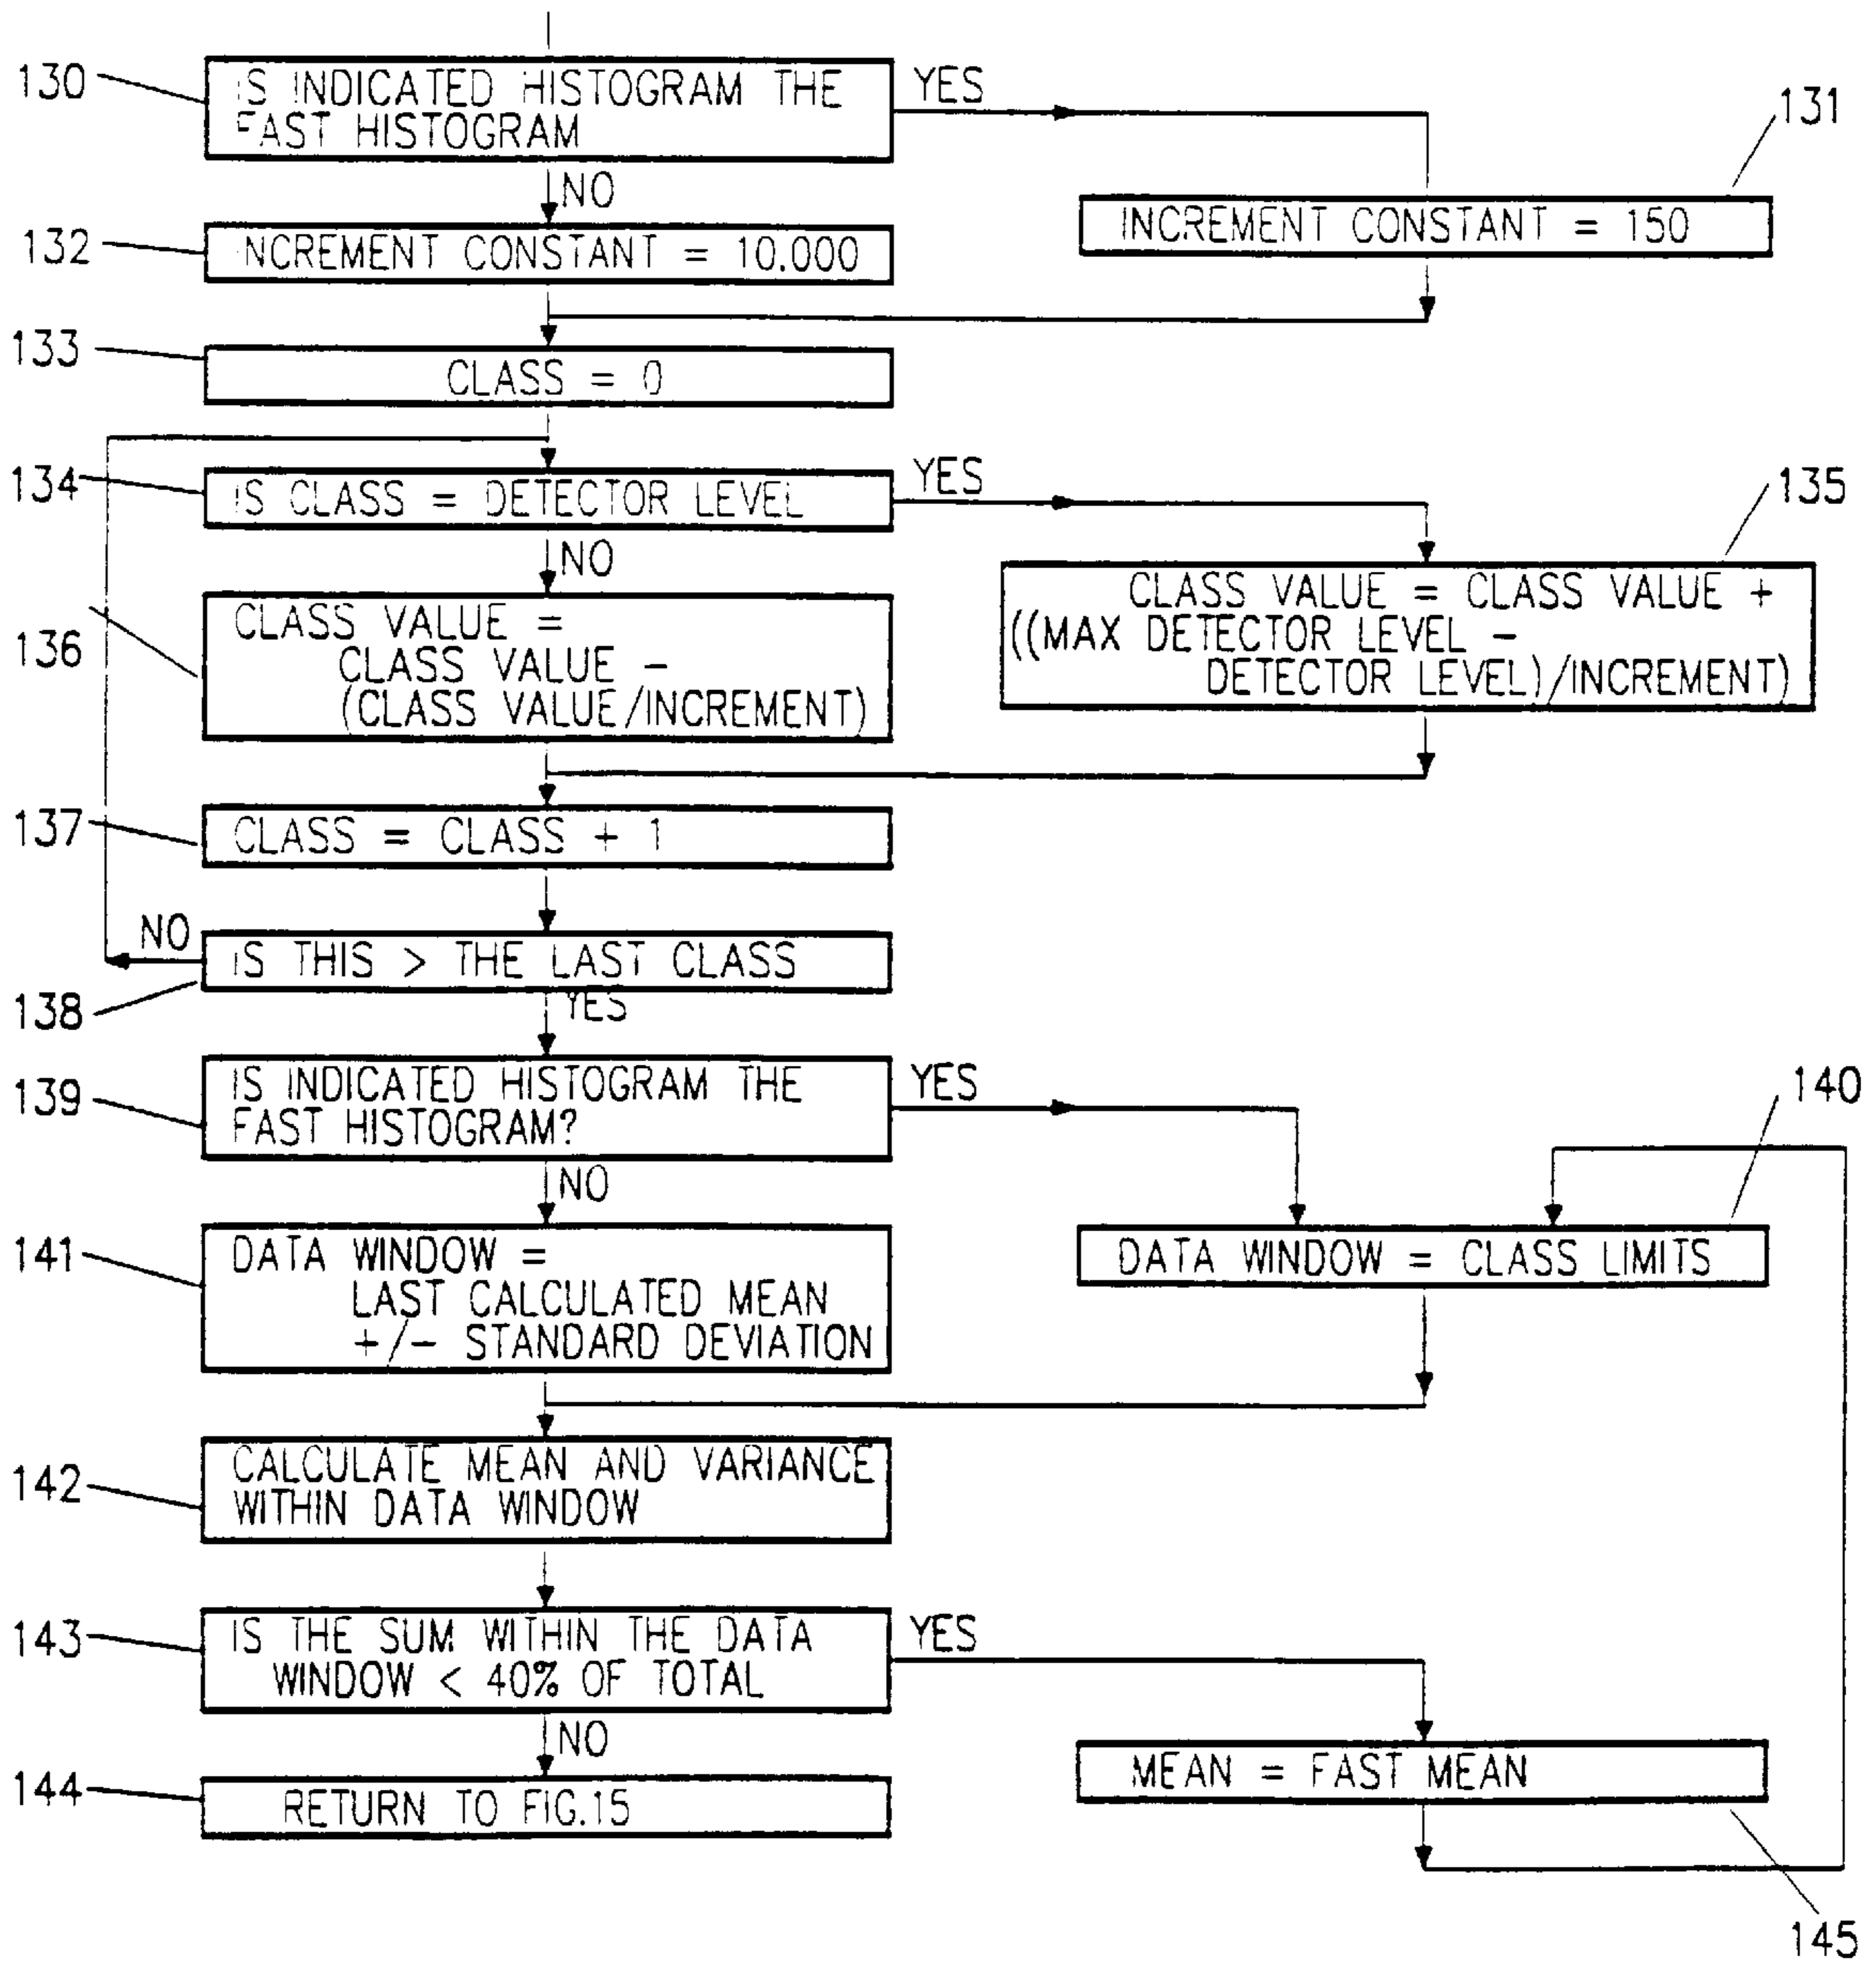 130
IS INDICATED HISTOGRAM THE
FAST HISTOGRAM
YES
131
NO
INCREMENT CONSTANT = 150
132
INCREMENT CONSTANT = 10.000
133
CLASS = 0
134
IS CLASS = DETECTOR LEVEL
YES
135
NO
CLASS VALUE = CLASS VALUE +
((MAX DETECTOR LEVEL -
DETECTOR LEVEL)/INCREMENT)
136
CLASS VALUE =
CLASS VALUE -
(CLASS VALUE/INCREMENT)
137
CLASS = CLASS + 1
NO
IS THIS > THE LAST CLASS
138
YES
139
IS INDICATED HISTOGRAM THE
FAST HISTOGRAM?
YES
140
NO
DATA WINDOW = CLASS LIMITS
141
DATA WINDOW =
LAST CALCULATED MEAN
+/- STANDARD DEVIATION
142
CALCULATE MEAN AND VARIANCE
WITHIN DATA WINDOW
143
IS THE SUM WITHIN THE DATA
WINDOW < 40% OF TOTAL
YES
NO
MEAN = FAST MEAN
144
RETURN TO FIG.15
145